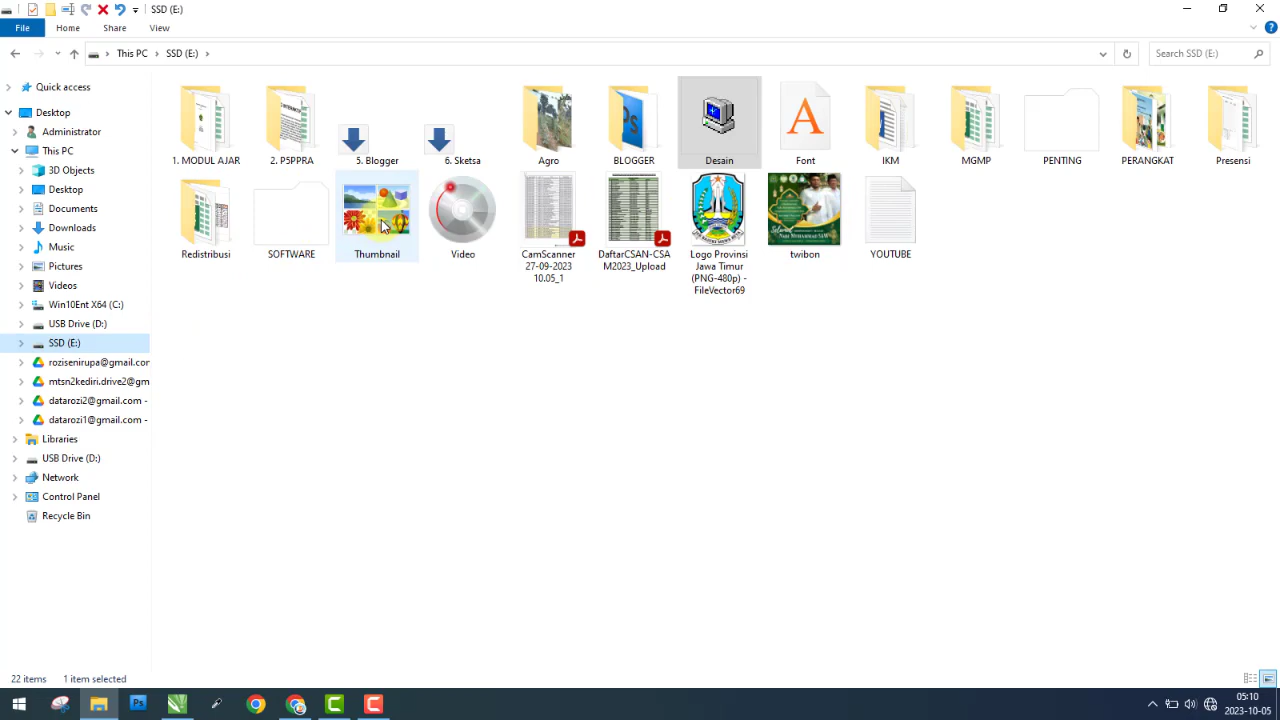 SSD (E:)
File
Home
Share
View
This PC
SSD (E:)
Search SSD (E:)
Quick access
Desktop
Administrator
This PC
3D Objects
Desktop
Documents
Downloads
Music
Pictures
Videos
Win10Ent X64 (C:)
USB Drive (D:)
SSD (E:)
rozisenirupa@gmail.com
mtsn2kediri.drive2@gm
datarozi2@gmail.com -
datarozi1@gmail.com -
Libraries
USB Drive (D:)
Network
Control Panel
Recycle Bin
1. MODUL AJAR
2. P5PPRA
5. Blogger
6. Sketsa
Agro
BLOGGER
Desain
Font
IKM
MGMP
PENTING
PERANGKAT
Presensi
Redistribusi
SOFTWARE
Thumbnail
Video
CamScanner
27-09-2023
10.05_1
DaftarCSAN-CSA
M2023_Upload
Logo Provinsi
Jawa Timur
(PNG-480p) -
FileVector69
twibon
YOUTUBE
22 items
1 item selected
Ps
05:10
2023-10-05